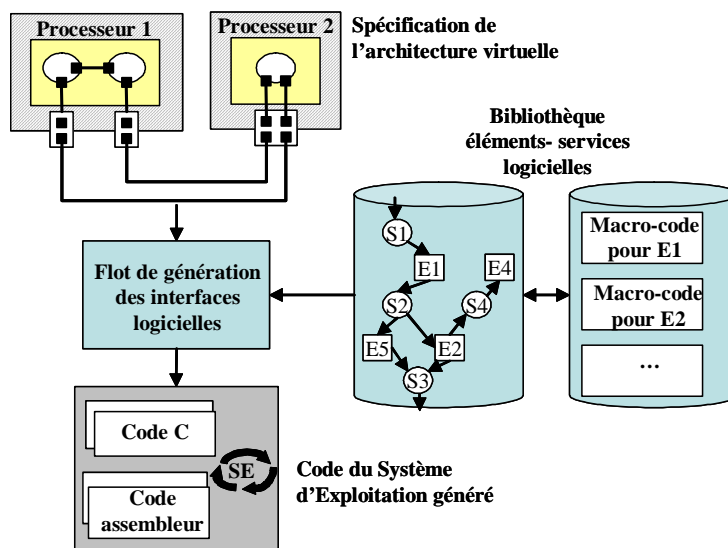 Processeur 1
Processeur 2
Spécification de
l'architecture virtuelle
Bibliothèque
éléments- services
logicielles
S1
E1
E4
S2
S4
E5
E2
S3
Macro-code
pour E1
Macro-code
pour E2
...
Flot de génération
des interfaces
logicielles
Code C
SE
Code
assembleur
Code du Système
d'Exploitation généré